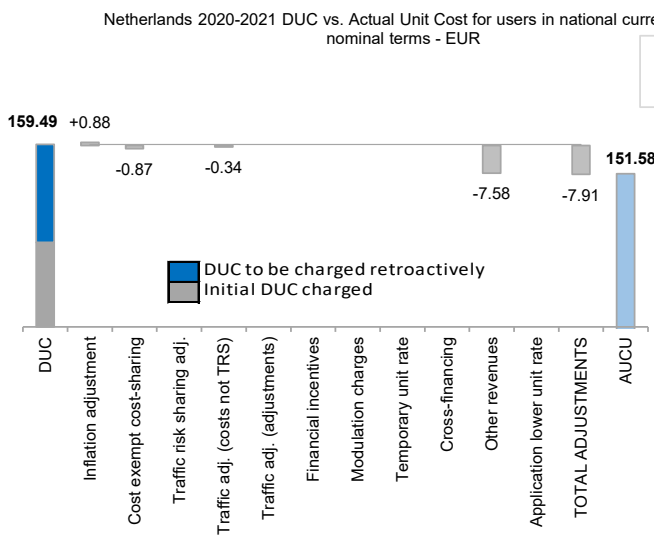 Netherlands 2020-2021 DUC vs. Actual Unit Cost for users in national
nominal terms - EUR
159.49
+0.88
-0.87
-0.34
-7.58
-7.91
151.58
DUC to be charged retroactively
Initial DUC charged
DUC
Inflation adjustment
Cost exempt cost-sharing
Traffic risk sharing adj.
Traffic adj. (costs not TRS)
Traffic adj. (adjustments)
Financial incentives
Modulation charges
Temporary unit rate
Cross-financing
Other revenues
Application lower unit rate
TOTAL ADJUSTMENTS
AUCU